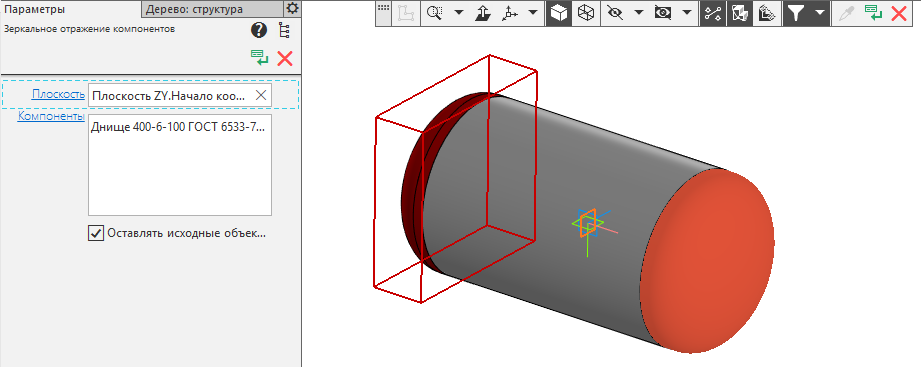 Параметры
Дерево: структура
Зеркальное отражение компонентов
Плоскость
Плоскость ZY.Начало коо...
Компоненты
Днище 400-6-100 ГОСТ 6533-7...
Оставлять исходные объек...